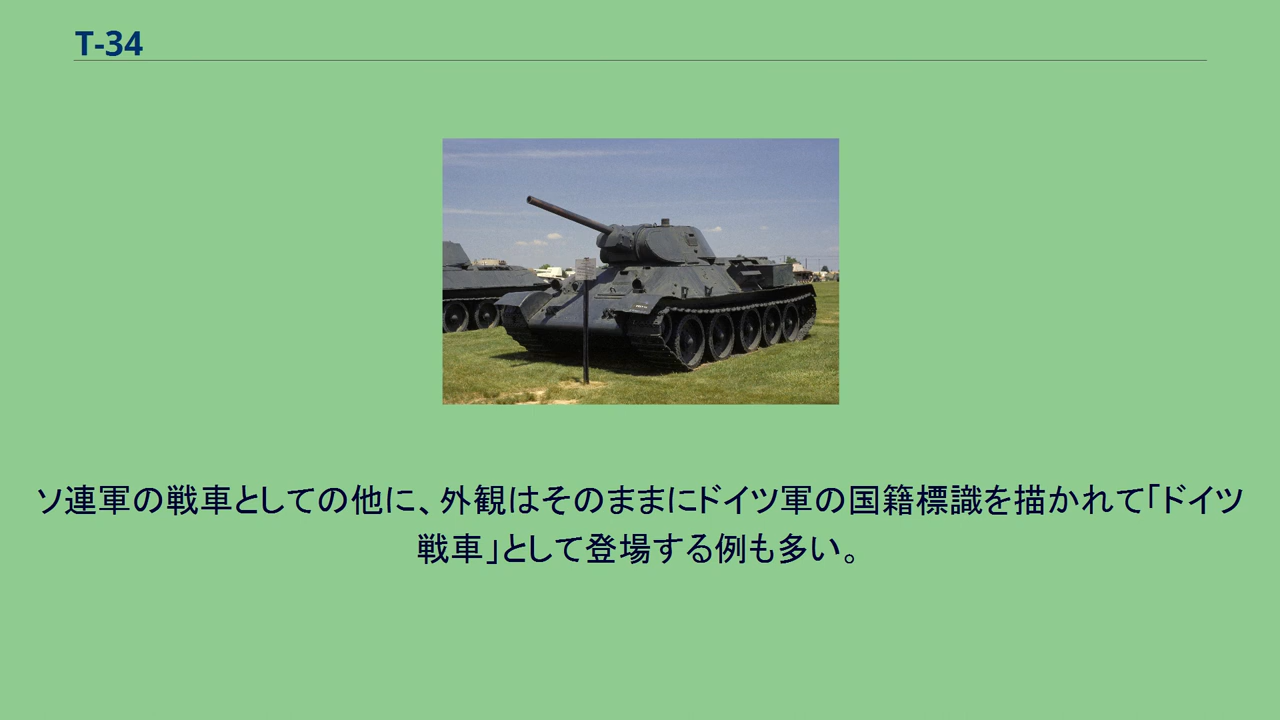 T-34
ソ連軍の戦車としての他に、外観はそのままにドイツ軍の国籍標識を描かれて「ドイツ
戦車」として登場する例も多い。